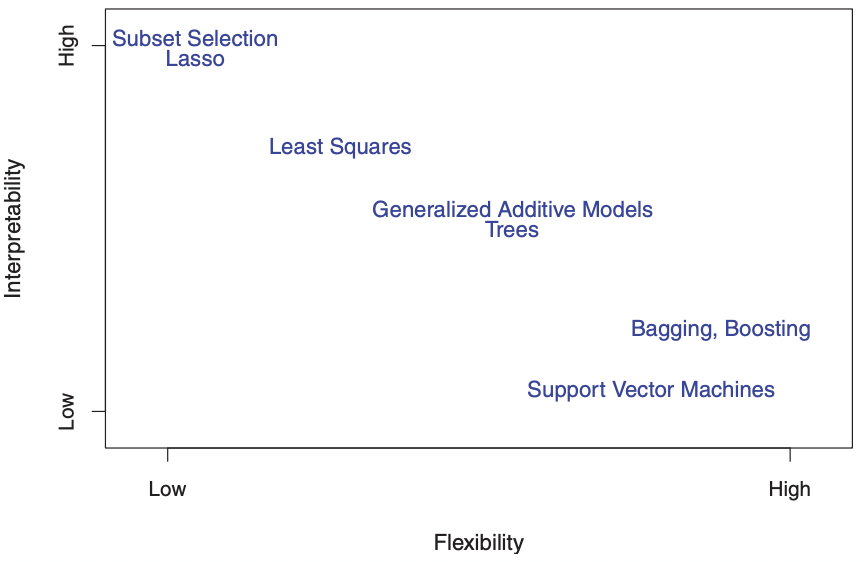 High
Subset Selection
Lasso
Least Squares
Interpretability
Generalized Additive Models
Trees
Bagging, Boosting
Support Vector Machines
Low
Low
High
Flexibility